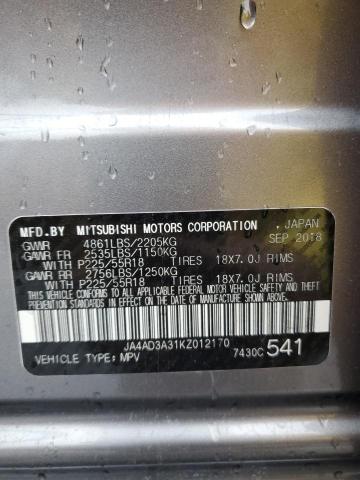 MFD.BY MITSUBISHI MOTORS CORPORATION , JAPAN
GVWR 4861LBS/2205KG SEP 2018
GAWR FR 2535LBS/1150KG
WITH P225/55R18 TIRES 18X7.0J RIMS
GAWR RR 2756LBS/1250KG
WITH P225/55R18 TIRES 18X7.0J RIMS
THIS VEHICLE CONFORMS TO ALL APPLICABLE U.S. FEDERAL MOTOR VEHICLE SAFETY, BUMPER, AND THEFT
PREVENTION STANDARDS IN EFFECT ON THE DATE OF MANUFACTURE SHOWN ABOVE.
JA4AD3A31KZ012170
VEHICLE TYPE: MPV 7430C 541